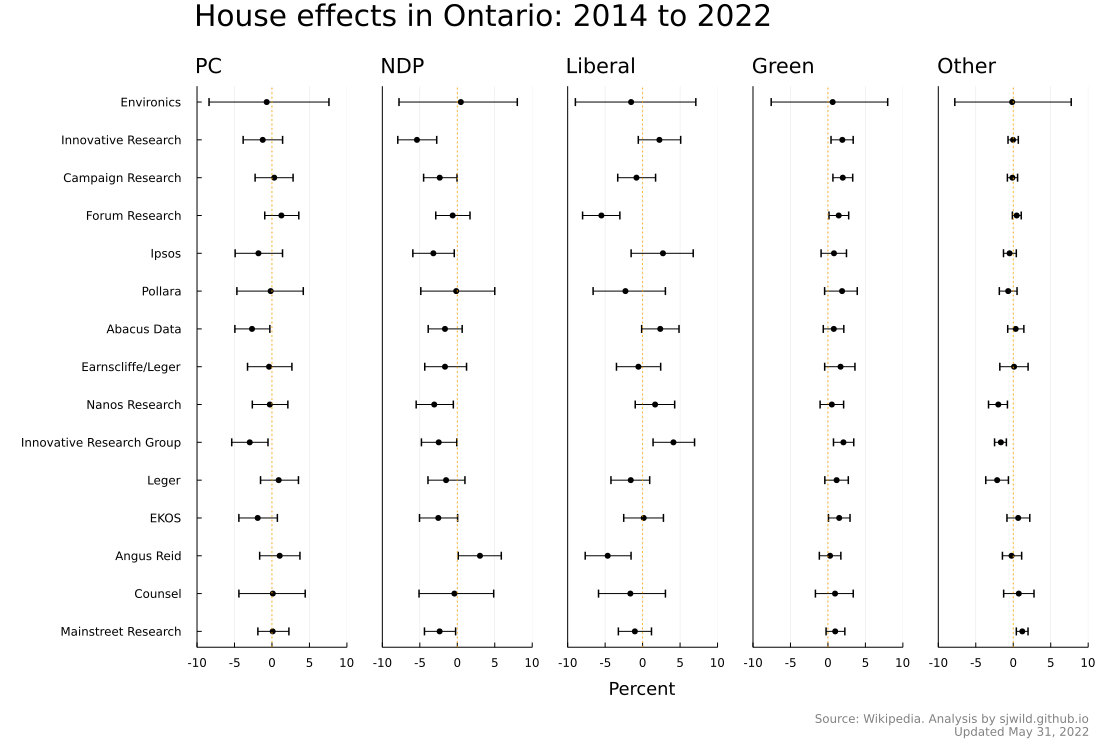 House effects in Ontario: 2014 to 2022
PC NDP Liberal Green Other
Environics
Innovative Research
Campaign Research
Forum Research
Ipsos
Pollara
Abacus Data
Earnscliffe/Leger
Nanos Research
Innovative Research Group
Leger
EKOS
Angus Reid
Counsel
Mainstreet Research
-10 -5 0 5 10 -10 -5 0 5 10 -10 -5 0 5 10 -10 -5 0 5 10 -10 -5 0 5 10
Percent
Source: Wikipedia. Analysis by sjwild.github.io
Updated May 31, 2022